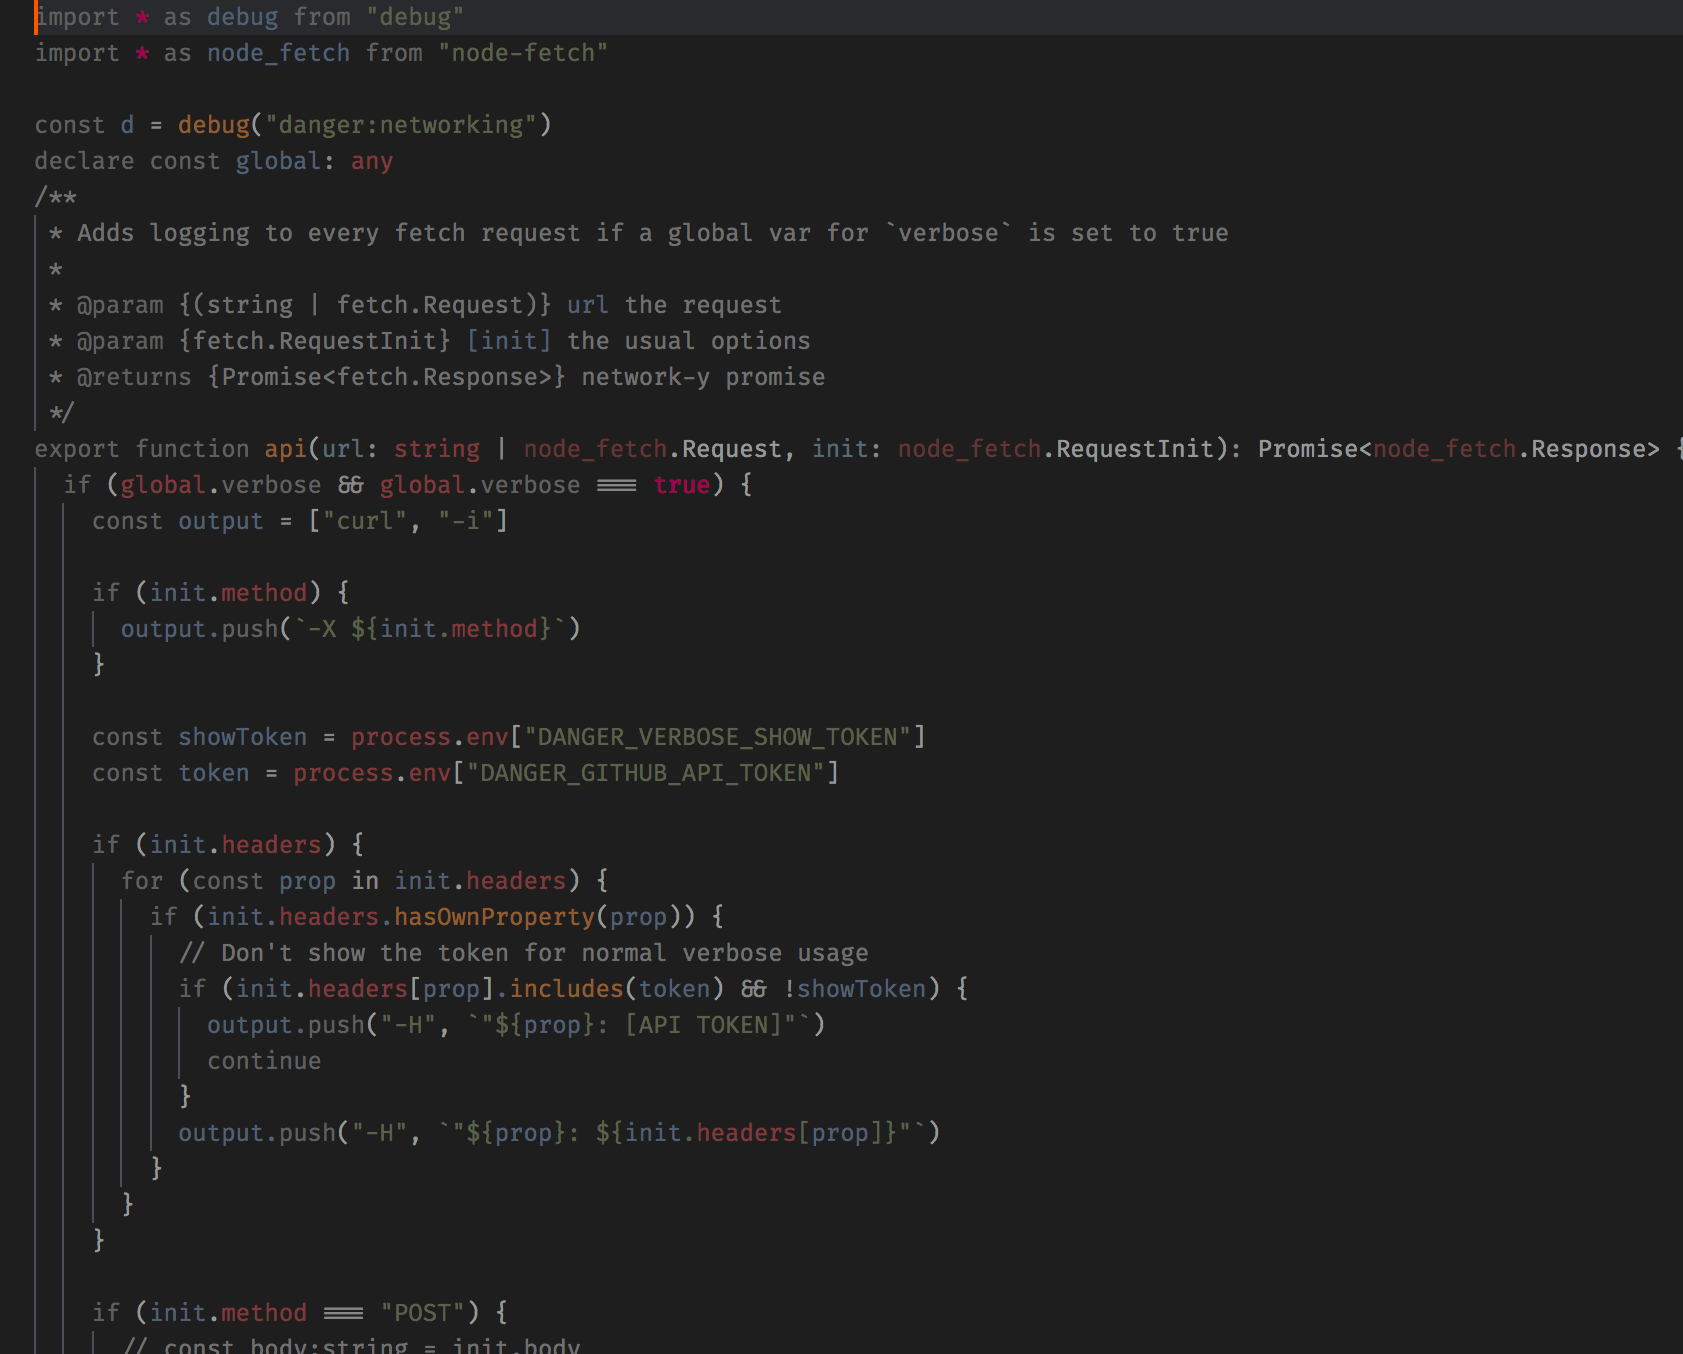 import * as debug from "debug"
import * as node_fetch from "node-fetch"
const d = debug("danger:networking")
declare const global: any
/**
* Adds logging to every fetch request if a global var for `verbose` is set to true
*
* @param {(string | fetch.Request)} url the request
* @param {fetch.RequestInit} [init] the usual options
* @returns {Promise<fetch.Response>} network-y promise
*/
export function api(url: string | node_fetch.Request, init: node_fetch.RequestInit): Promise<node_fetch.Response> {
if (global.verbose && global.verbose === true) {
const output = ["curl", "-i"]
if (init.method) {
output.push(`-X ${init.method}`)
}
const showToken = process.env["DANGER_VERBOSE_SHOW_TOKEN"]
const token = process.env["DANGER_GITHUB_API_TOKEN"]
if (init.headers) {
for (const prop in init.headers) {
if (init.headers.hasOwnProperty(prop)) {
// Don't show the token for normal verbose usage
if (init.headers[prop].includes(token) && !showToken) {
output.push("-H", `"${prop}: [API TOKEN]"`)
continue
}
output.push("-H", `"${prop}: ${init.headers[prop]}"`)
}
}
}
if (init.method === "POST") {
// const body:string = init.body